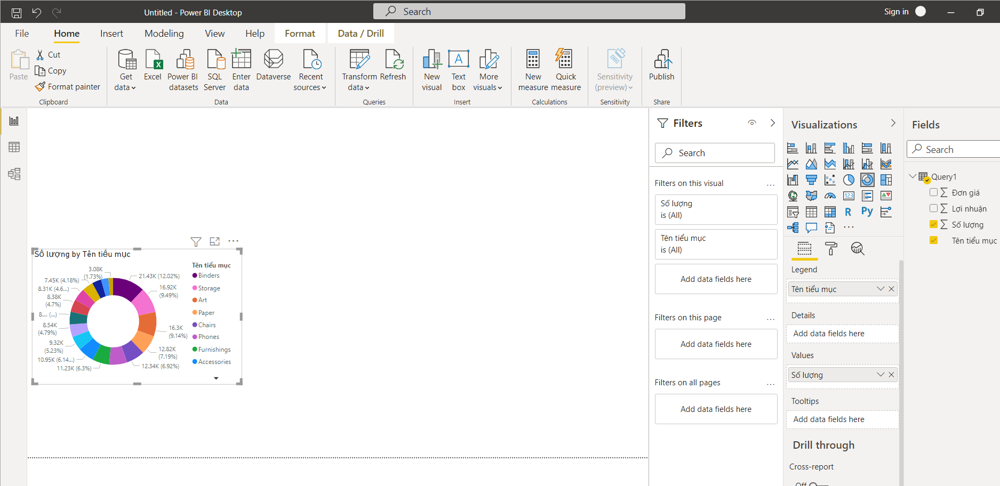 Untitled - Power BI Desktop
Search
Sign in
File
Home
Insert
Modeling
View
Help
Format
Data / Drill
Paste
Cut
Copy
Format painter
Clipboard
Get data
Excel
Power BI datasets
SQL Server
Enter data
Dataverse
Recent sources
Data
Transform data
Refresh
Queries
New visual
Text box
More visuals
Insert
New measure
Quick measure
Calculations
Sensitivity (preview)
Sensitivity
Publish
Share
Số lượng by Tên tiểu mục
3.08K (1.73%)
7.45K (4.18%)
8.31K (4.6...)
8.38K (4.7%)
8.... (...)
8.54K (4.79%)
9.32K (5.23%)
10.95K (6.14...)
11.23K (6.3%)
21.43K (12.02%)
16.92K (9.49%)
16.3K (9.14%)
12.82K (7.19%)
12.34K (6.92%)
Tên tiểu mục
Binders
Storage
Art
Paper
Chairs
Phones
Furnishings
Accessories
Filters
Search
Filters on this visual
...
Số lượng
is (All)
Tên tiểu mục
is (All)
Add data fields here
Filters on this page
...
Add data fields here
Filters on all pages
...
Add data fields here
Visualizations
123
R
Py
...
Legend
Tên tiểu mục
Details
Add data fields here
Values
Số lượng
Tooltips
Add data fields here
Drill through
Cross-report
Off
Fields
Search
Query1
Đơn giá
Lợi nhuận
Số lượng
Tên tiểu mục